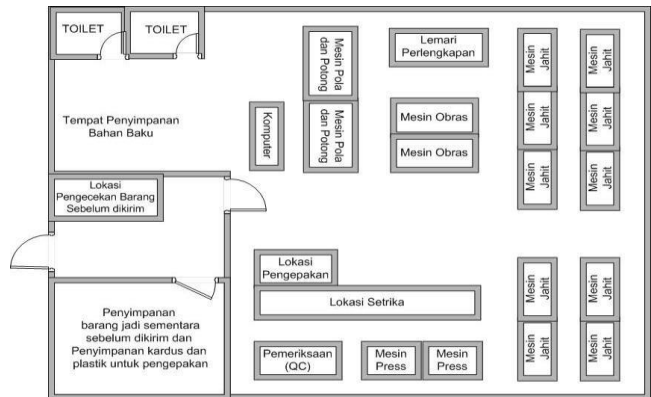 TOILET
TOILET
Tempat Penyimpanan
Bahan Baku
Komputer
Mesin Pola
dan Potong
Mesin Pola
dan Potong
Lemari
Perlengkapan
Mesin Obras
Mesin Obras
Mesin
Jahit
Mesin
Jahit
Mesin
Jahit
Mesin
Jahit
Mesin
Jahit
Mesin
Jahit
Lokasi
Pengecekan Barang
Sebelum dikirim
Lokasi
Pengepakan
Lokasi Setrika
Mesin
Jahit
Mesin
Jahit
Mesin
Jahit
Mesin
Jahit
Penyimpanan
barang jadi sementara
sebelum dikirim dan
Penyimpanan kardus dan
plastik untuk pengepakan
Pemeriksaan
(QC)
Mesin
Press
Mesin
Press